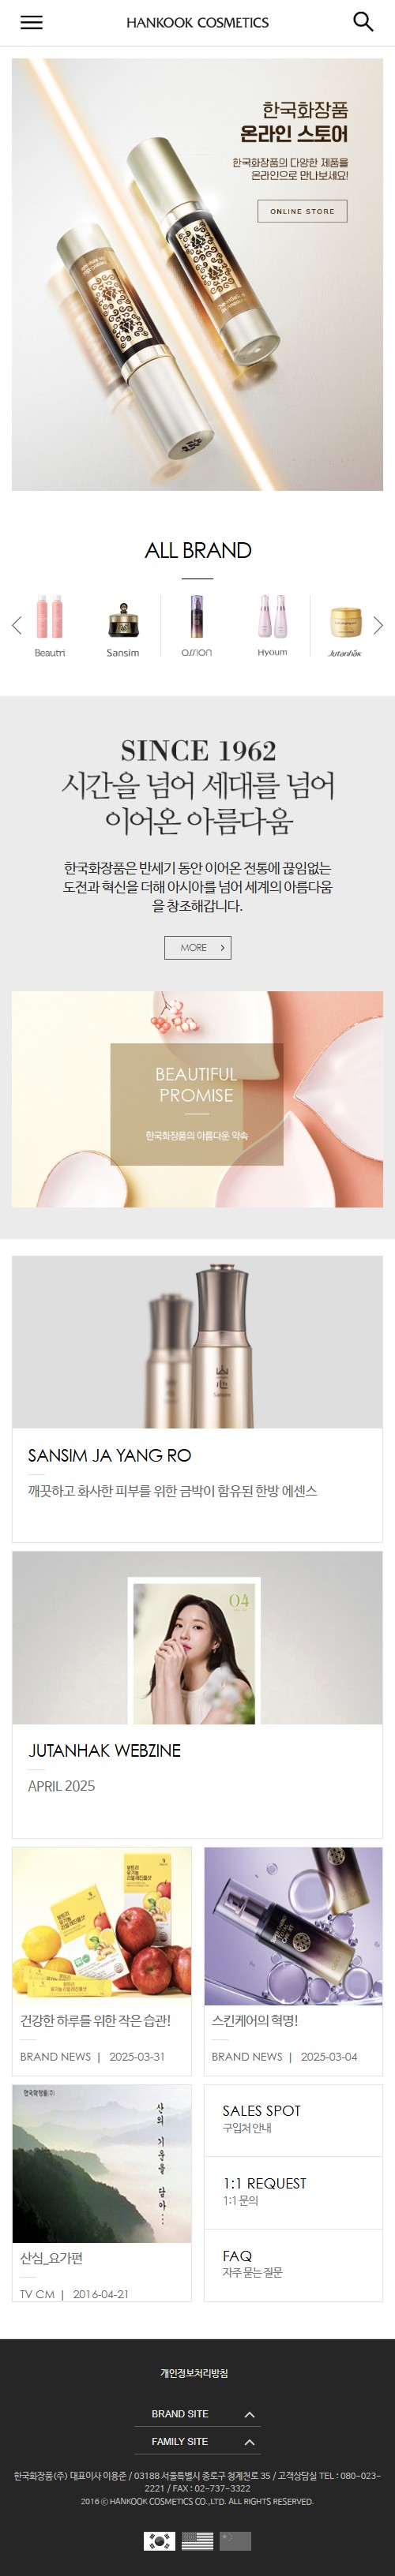 HANKOOK COSMETICS
한국화장품
온라인 스토어
한국화장품의 다양한 제품을
온라인으로 만나보세요!
ONLINE STORE
ALL BRAND
Beautri
Sansim
OSSION
Hyoum
Jutanhak
SINCE 1962
시간을 넘어 세대를 넘어
이어온 아름다움
한국화장품은 반세기 동안 이어온 전통에 끊임없는
도전과 혁신을 더해 아시아를 넘어 세계의 아름다움
을 창조해갑니다.
MORE
BEAUTIFUL
PROMISE
한국화장품의 아름다운 약속
SANSIM JA YANG RO
깨끗하고 화사한 피부를 위한 금박이 함유된 한방 에센스
04
JUTANHAK WEBZINE
APRIL 2025
건강한 하루를 위한 작은 습관!
BRAND NEWS | 2025-03-31
스킨케어의 혁명!
BRAND NEWS | 2025-03-04
한국화장품(주)
산의 기운을 담아...
산심_요가편
TV CM | 2016-04-21
SALES SPOT
구입처 안내
1:1 REQUEST
1:1 문의
FAQ
자주 묻는 질문
개인정보처리방침
BRAND SITE
FAMILY SITE
한국화장품(주) 대표이사 이용준 / 03188 서울특별시 종로구 청계천로 35 / 고객상담실 TEL : 080-023-
2221 / FAX : 02-737-3322
2016 ⓒ HANKOOK COSMETICS CO.,LTD. ALL RIGHTS RESERVED.